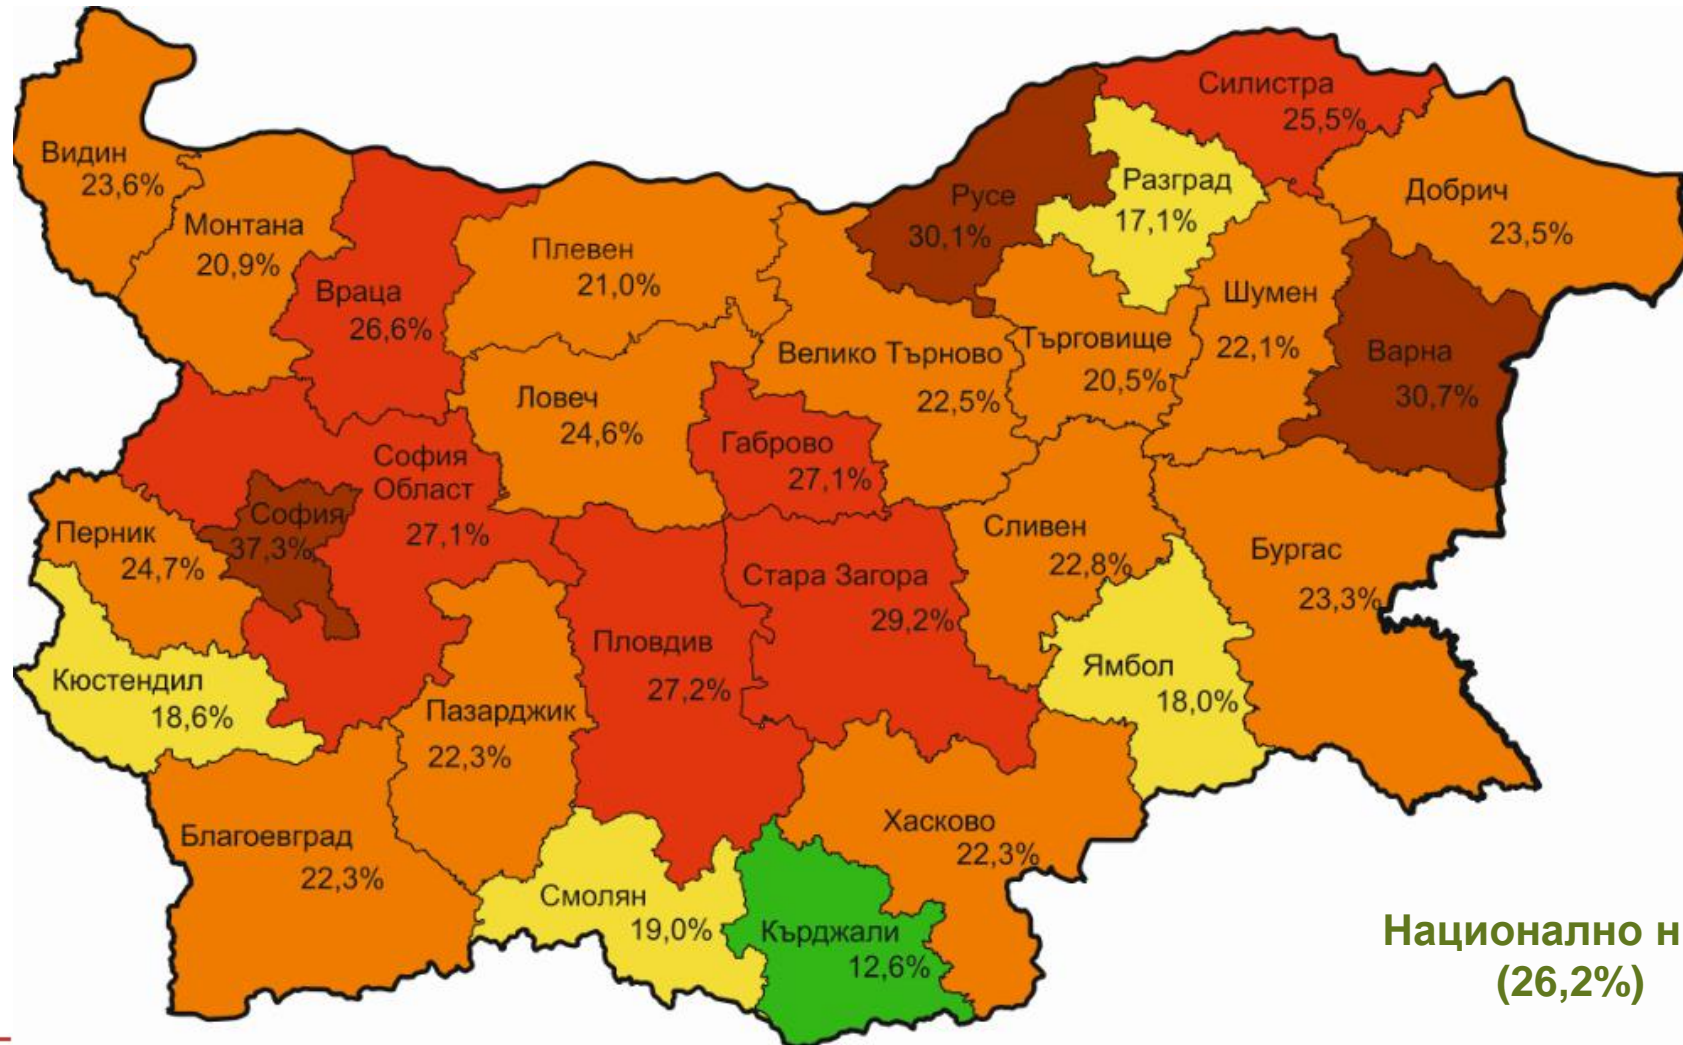 Силистра
25,5%
Видин
23,6%
Разград
17,1%
Русе
30,1%
Добрич
23,5%
Монтана
20,9%
Плевен
21,0%
Враца
26,6%
Шумен
22,1%
Търговище
20,5%
Велико Търново
22,5%
Варна
30,7%
Ловеч
24,6%
Габрово
27,1%
София
Област
27,1%
София
37,3%
Перник
24,7%
Сливен
22,8%
Бургас
23,3%
Стара Загора
29,2%
Пловдив
27,2%
Ямбол
18,0%
Кюстендил
18,6%
Пазарджик
22,3%
Благоевград
22,3%
Хасково
22,3%
Смолян
19,0%
Кърджали
12,6%
Национално н
(26,2%)